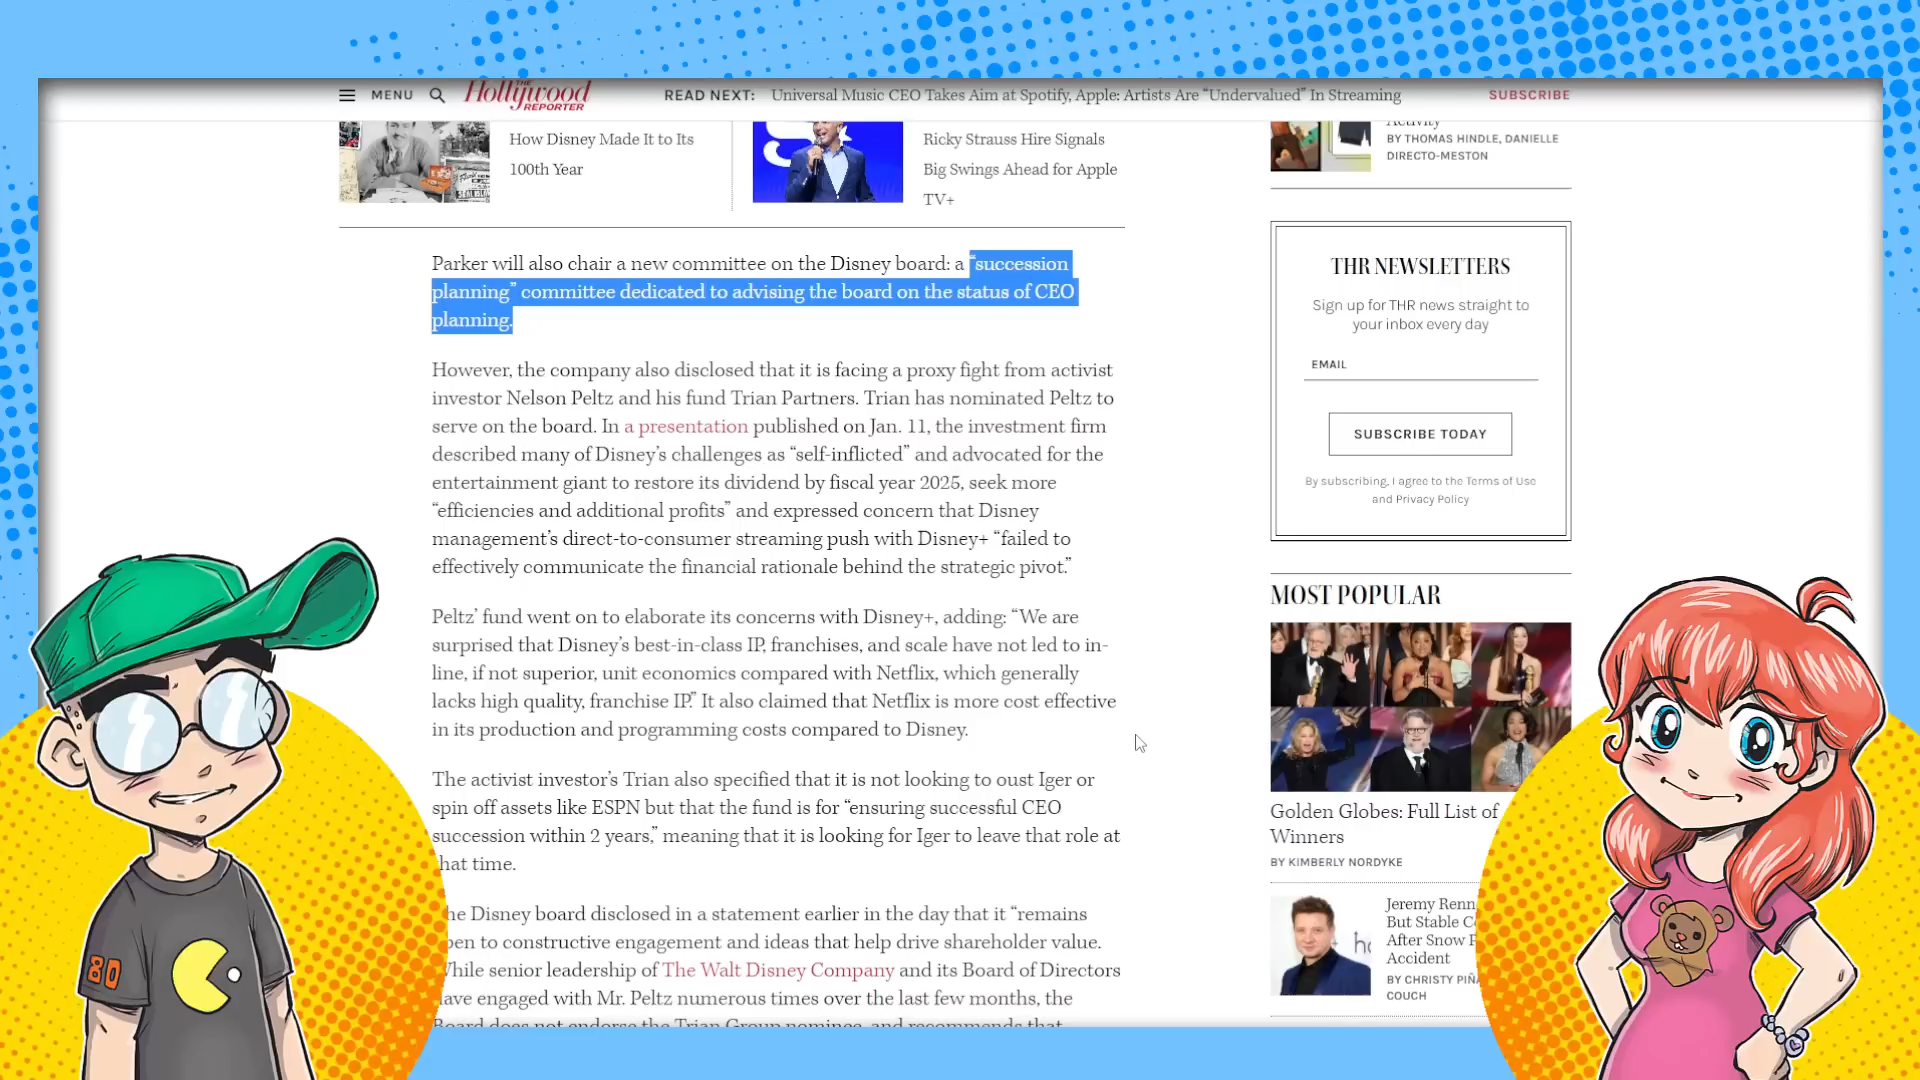 MENU
THE
Hollywood
REPORTER
READ NEXT: Universal Music CEO Takes Aim at Spotify, Apple: Artists Are “Undervalued” In Streaming
SUBSCRIBE
How Disney Made It to Its
100th Year
Ricky Strauss Hire Signals
Big Swings Ahead for Apple
TV+
Activity
BY THOMAS HINDLE, DANIELLE
DIRECTO-MESTON
Parker will also chair a new committee on the Disney board: a “succession
planning” committee dedicated to advising the board on the status of CEO
planning.
However, the company also disclosed that it is facing a proxy fight from activist
investor Nelson Peltz and his fund Trian Partners. Trian has nominated Peltz to
serve on the board. In a presentation published on Jan. 11, the investment firm
described many of Disney’s challenges as “self-inflicted” and advocated for the
entertainment giant to restore its dividend by fiscal year 2025, seek more
“efficiencies and additional profits” and expressed concern that Disney
management’s direct-to-consumer streaming push with Disney+ “failed to
effectively communicate the financial rationale behind the strategic pivot.”
Peltz’ fund went on to elaborate its concerns with Disney+, adding: “We are
surprised that Disney’s best-in-class IP, franchises, and scale have not led to in-
line, if not superior, unit economics compared with Netflix, which generally
lacks high quality, franchise IP.” It also claimed that Netflix is more cost effective
in its production and programming costs compared to Disney.
The activist investor’s Trian also specified that it is not looking to oust Iger or
spin off assets like ESPN but that the fund is for “ensuring successful CEO
succession within 2 years,” meaning that it is looking for Iger to leave that role at
hat time.
he Disney board disclosed in a statement earlier in the day that it “remains
pen to constructive engagement and ideas that help drive shareholder value.
While senior leadership of The Walt Disney Company and its Board of Directors
have engaged with Mr. Peltz numerous times over the last few months, the
Board does not endorse the Trian Group nominee, and recommends that
THR NEWSLETTERS
Sign up for THR news straight to
your inbox every day
EMAIL
SUBSCRIBE TODAY
By subscribing, I agree to the Terms of Use
and Privacy Policy
MOST POPULAR
Golden Globes: Full List of
Winners
BY KIMBERLY NORDYKE
Jeremy Renn
But Stable C
After Snow P
Accident
BY CHRISTY PIÑA
COUCH
80